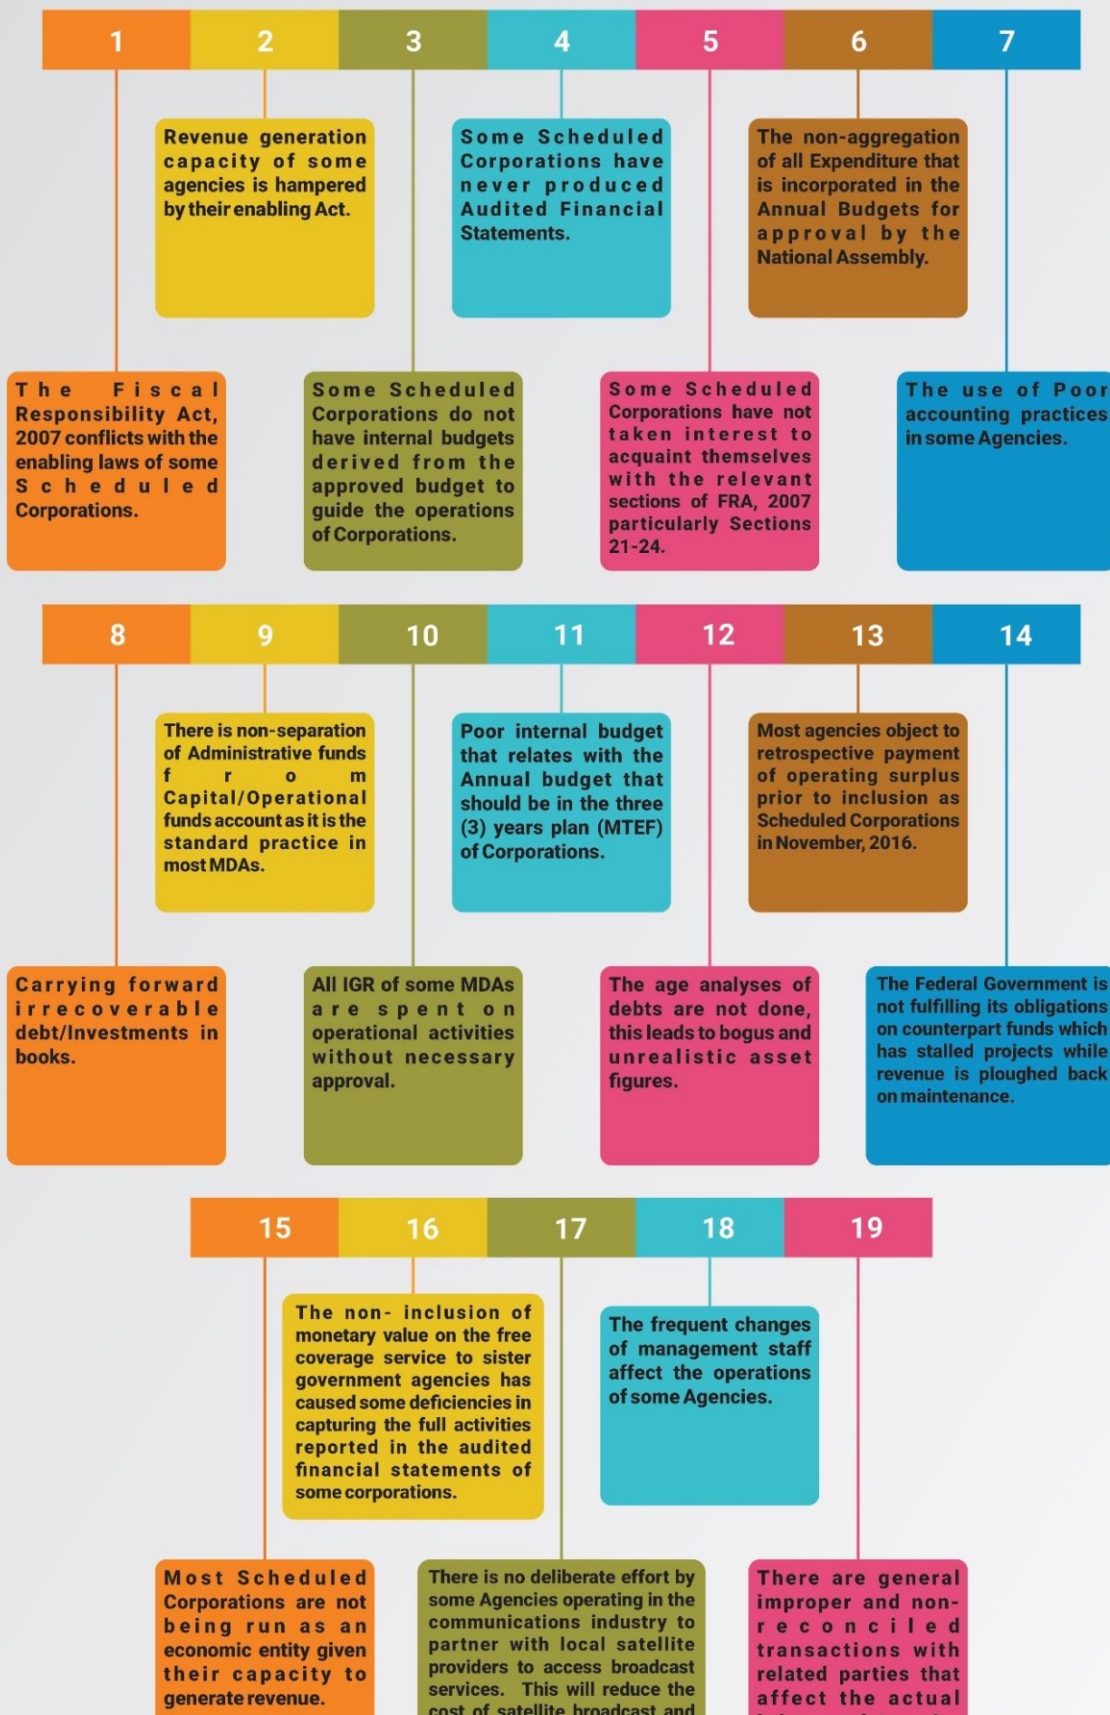 1 2 3 4 5 6 7
Revenue generation
capacity of some
agencies is hampered
by their enabling Act.
Some Scheduled
Corporations have
never produced
Audited Financial
Statements.
The non-aggregation
of all Expenditure that
is incorporated in the
Annual Budgets for
approval by the
National Assembly.
The Fiscal
Responsibility Act,
2007 conflicts with the
enabling laws of some
Scheduled
Corporations.
Some Scheduled
Corporations do not
have internal budgets
derived from the
approved budget to
guide the operations
of Corporations.
Some Scheduled
Corporations have not
taken interest to
acquaint themselves
with the relevant
sections of FRA, 2007
particularly Sections
21-24.
The use of Poor
accounting practices
in some Agencies.
8 9 10 11 12 13 14
There is non-separation
of Administrative funds
from
Capital/Operational
funds account as it is the
standard practice in
most MDAs.
Poor internal budget
that relates with the
Annual budget that
should be in the three
(3) years plan (MTEF)
of Corporations.
Most agencies object to
retrospective payment
of operating surplus
prior to inclusion as
Scheduled Corporations
in November, 2016.
Carrying forward
irrecoverable
debt/Investments in
books.
All IGR of some MDAs
are spent on
operational activities
without necessary
approval.
The age analyses of
debts are not done,
this leads to bogus and
unrealistic asset
figures.
The Federal Government is
not fulfilling its obligations
on counterpart funds which
has stalled projects while
revenue is ploughed back
on maintenance.
15 16 17 18 19
The non- inclusion of
monetary value on the free
coverage service to sister
government agencies has
caused some deficiencies in
capturing the full activities
reported in the audited
financial statements of
some corporations.
The frequent changes
of management staff
affect the operations
of some Agencies.
Most Scheduled
Corporations are not
being run as an
economic entity given
their capacity to
generate revenue.
There is no deliberate effort by
some Agencies operating in the
communications industry to
partner with local satellite
providers to access broadcast
services. This will reduce the
cost of satellite broadcast and
There are general
improper and non-
reconciled
transactions with
related parties that
affect the actual